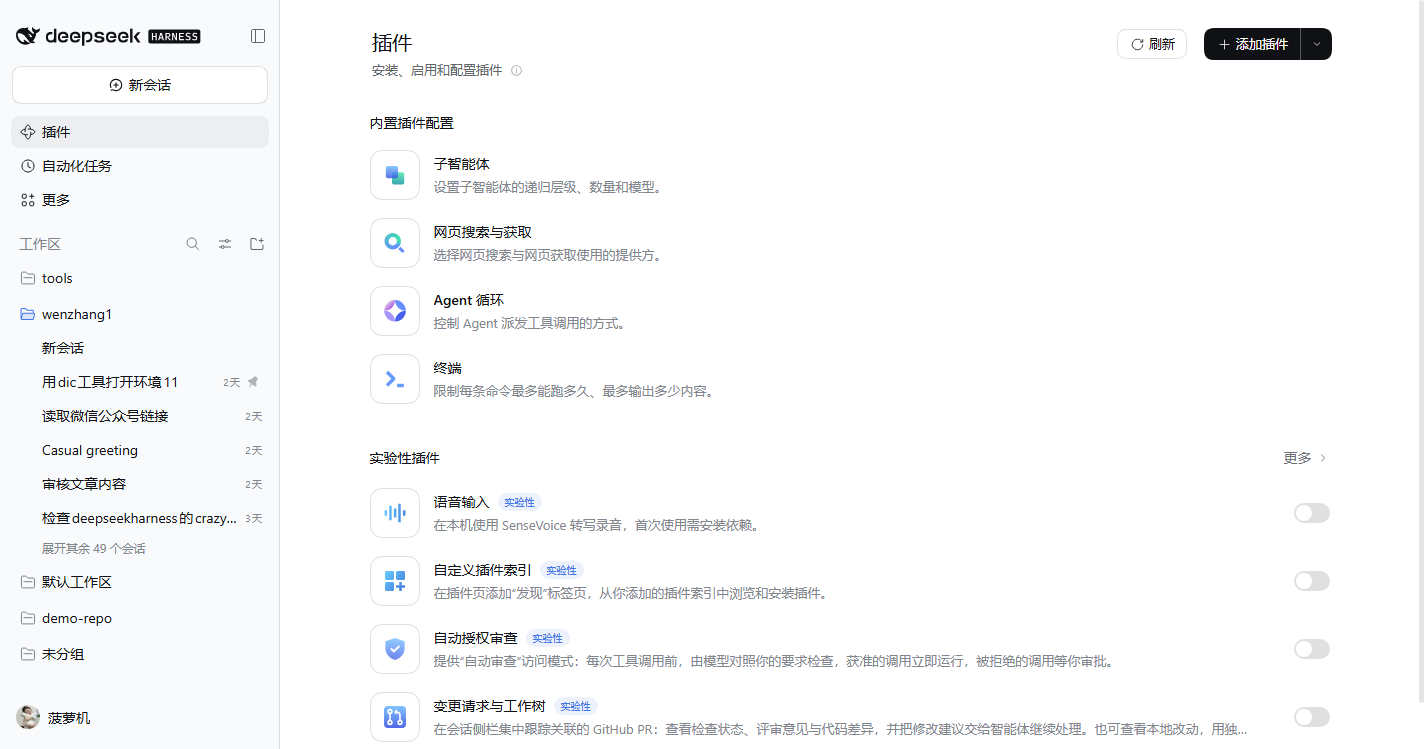 deepseek HARNESS
新会话
插件
自动化任务
更多
工作区
tools
wenzhang1
新会话
用dic工具打开环境11 2天
读取微信公众号链接 2天
Casual greeting 2天
审核文章内容 2天
检查deepseekharness的crazy... 3天
展开其余 49 个会话
默认工作区
demo-repo
未分组
菠萝机
插件
安装、启用和配置插件
刷新
添加插件
内置插件配置
子智能体
设置子智能体的递归层级、数量和模型。
网页搜索与获取
选择网页搜索与网页获取使用的提供方。
Agent 循环
控制 Agent 派发工具调用的方式。
终端
限制每条命令最多能跑多久、最多输出多少内容。
实验性插件
更多
语音输入 实验性
在本机使用 SenseVoice 转写录音，首次使用需安装依赖。
自定义插件索引 实验性
在插件页添加“发现”标签页，从你添加的插件索引中浏览和安装插件。
自动授权审查 实验性
提供“自动审查”访问模式：每次工具调用前，由模型对照你的要求检查，获准的调用立即运行，被拒绝的调用等你审批。
变更请求与工作树 实验性
在会话侧栏集中跟踪关联的 GitHub PR：查看检查状态、评审意见与代码差异，并把修改建议交给智能体继续处理。也可查看本地改动，用独...